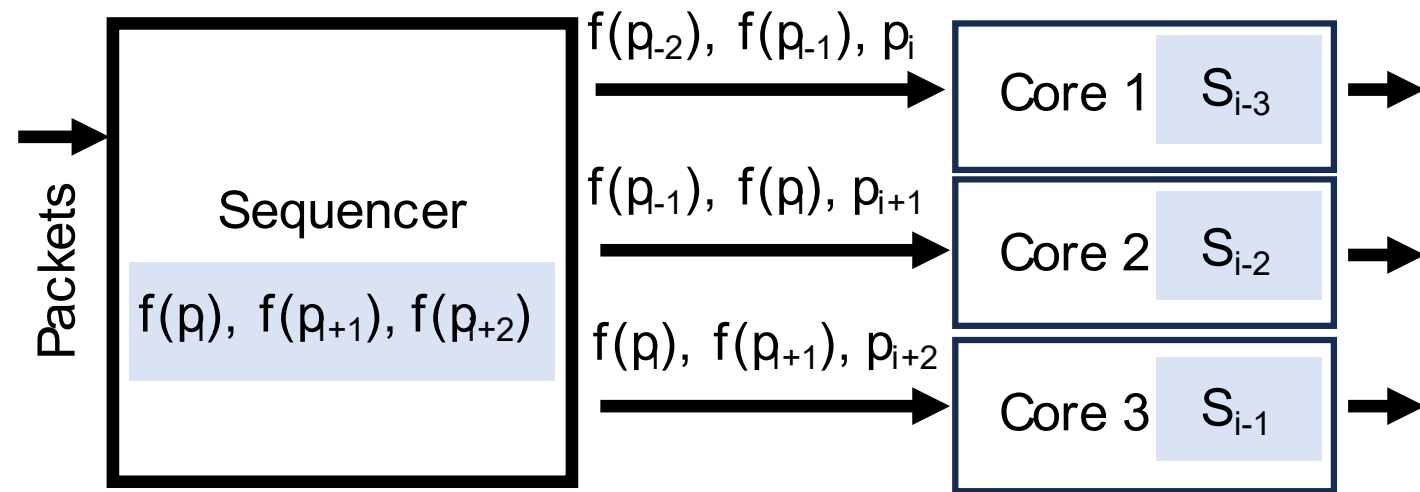 Packets
Sequencer
f(pᵢ), f(pᵢ₊₁), f(pᵢ₊₂)
f(pᵢ₋₂), f(pᵢ₋₁), pᵢ
f(pᵢ₋₁), f(pᵢ), pᵢ₊₁
f(pᵢ), f(pᵢ₊₁), pᵢ₊₂
Core 1 Sᵢ₋₃
Core 2 Sᵢ₋₂
Core 3 Sᵢ₋₁